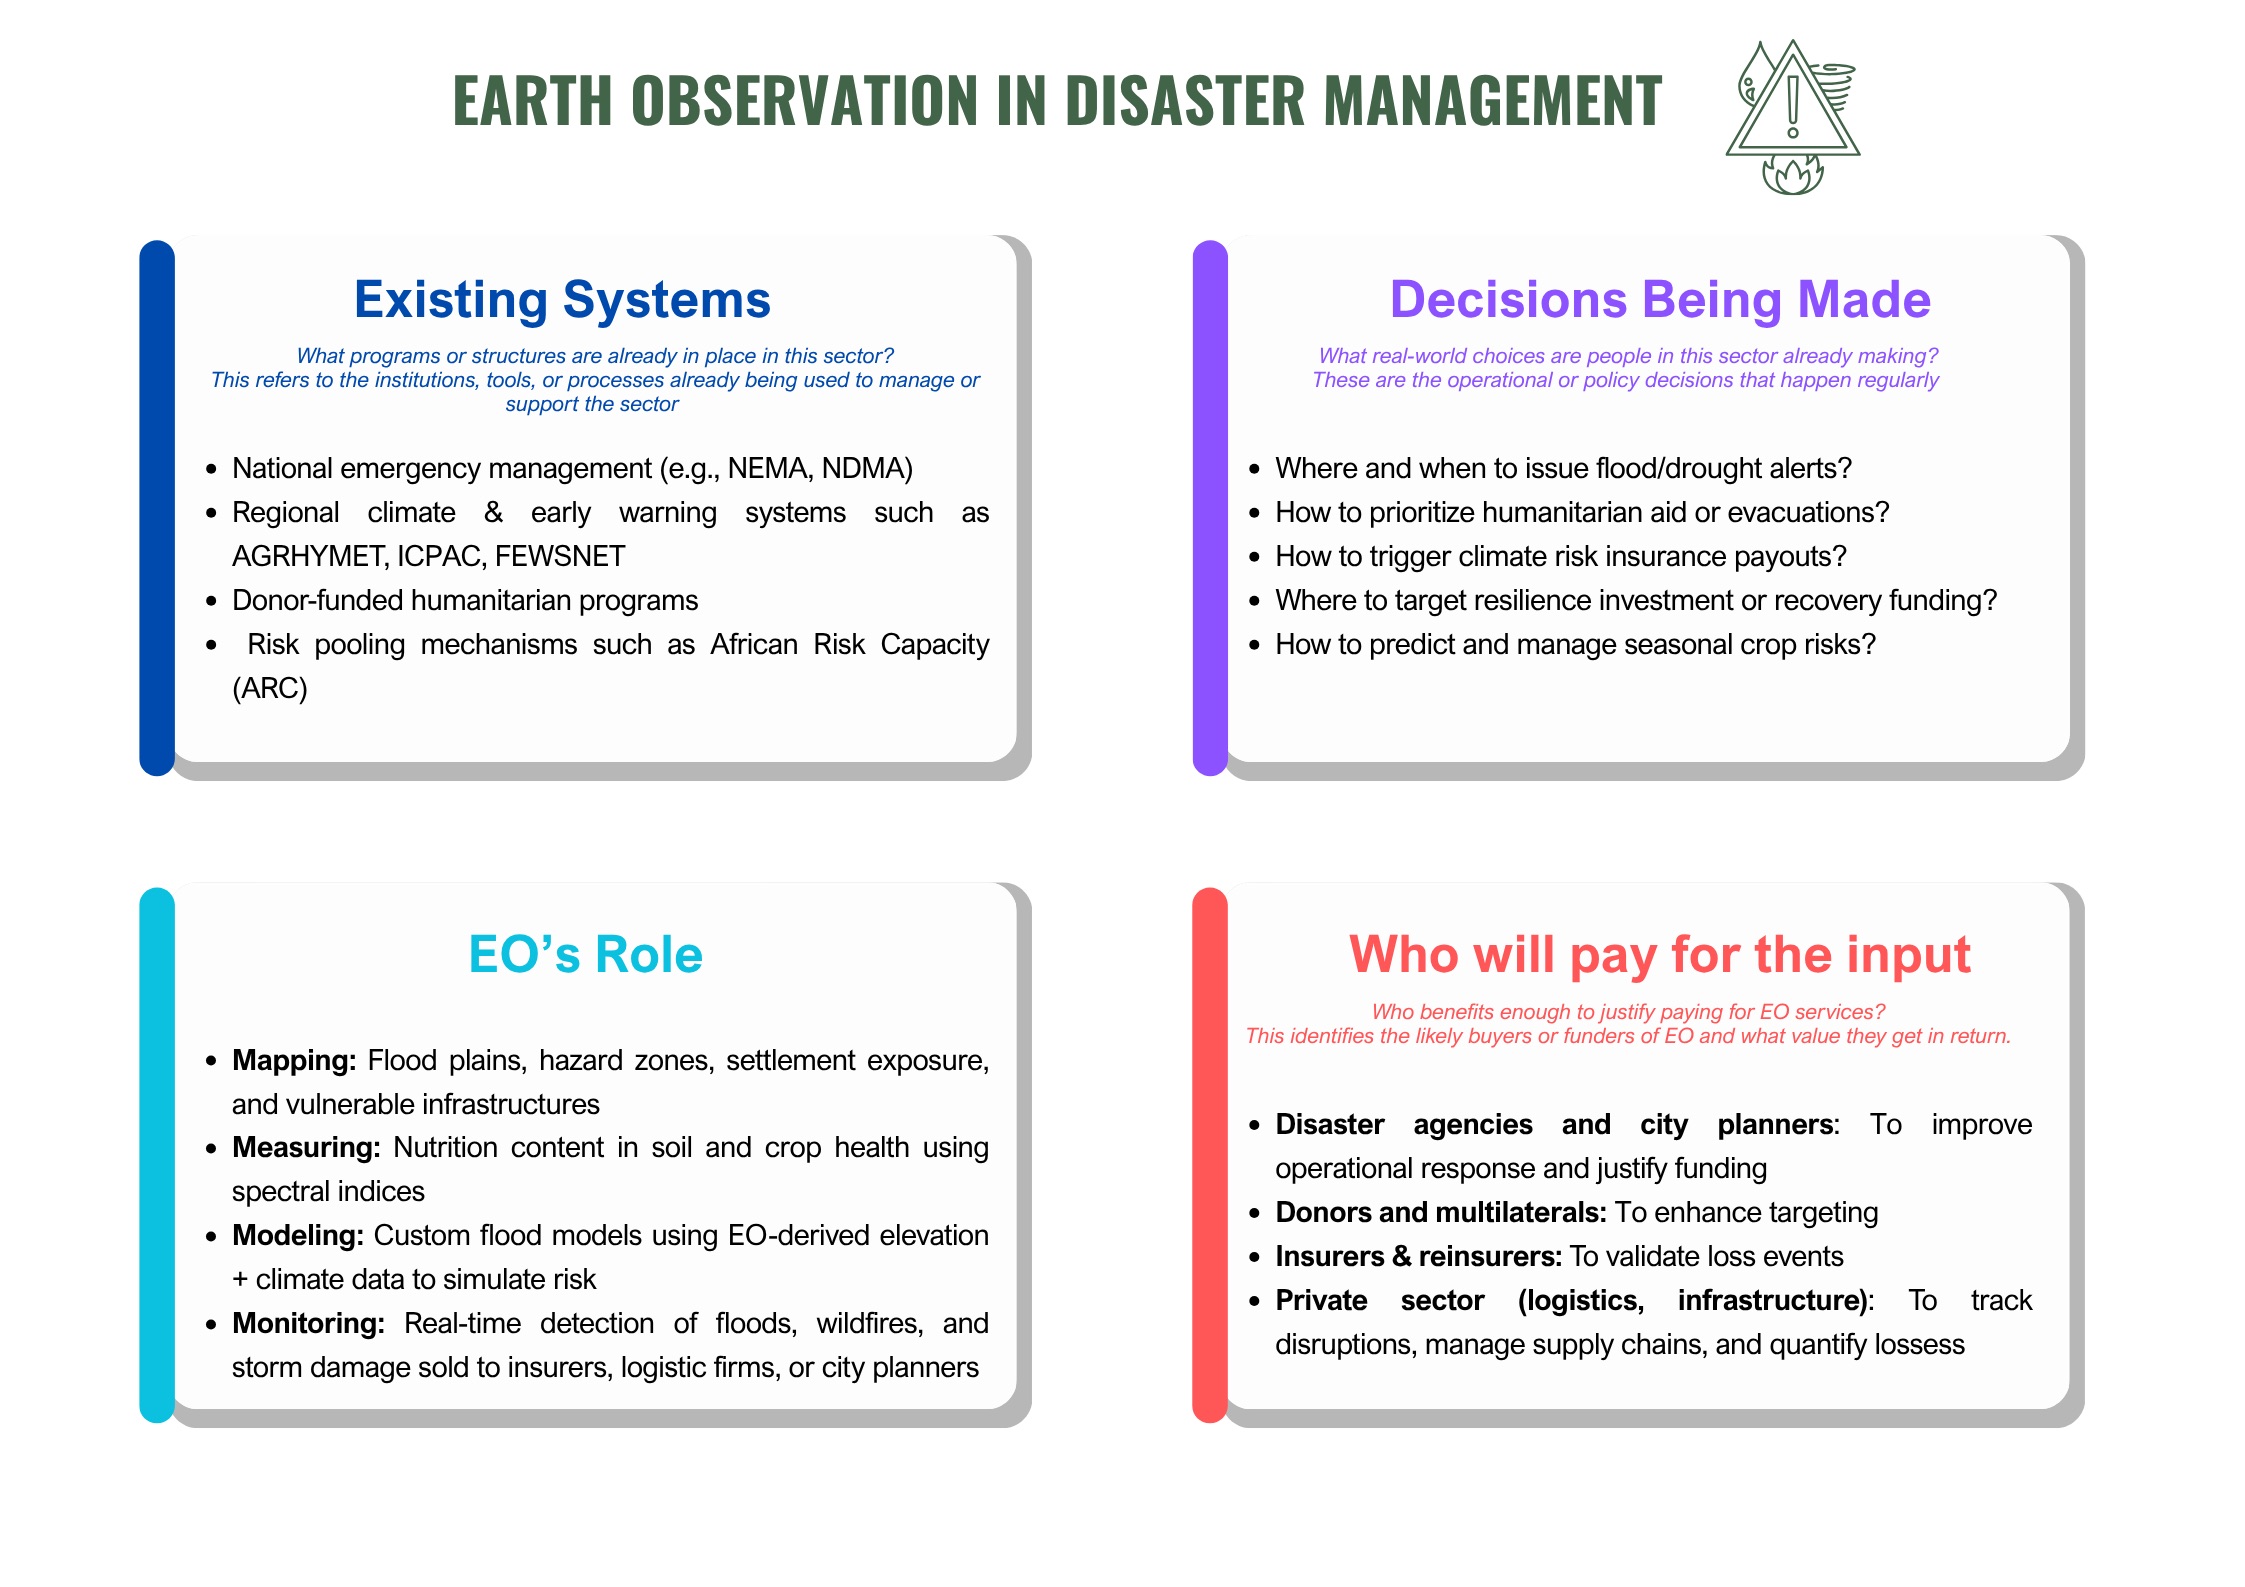 EARTH OBSERVATION IN DISASTER MANAGEMENT
Existing Systems
What programs or structures are already in place in this sector?
This refers to the institutions, tools, or processes already being used to manage or
support the sector
• National emergency management (e.g., NEMA, NDMA)
• Regional climate & early warning systems such as
AGRHYMET, ICPAC, FEWSNET
• Donor-funded humanitarian programs
• Risk pooling mechanisms such as African Risk Capacity
(ARC)
Decisions Being Made
What real-world choices are people in this sector already making?
These are the operational or policy decisions that happen regularly
• Where and when to issue flood/drought alerts?
• How to prioritize humanitarian aid or evacuations?
• How to trigger climate risk insurance payouts?
• Where to target resilience investment or recovery funding?
• How to predict and manage seasonal crop risks?
EO’s Role
• Mapping: Flood plains, hazard zones, settlement exposure,
and vulnerable infrastructures
• Measuring: Nutrition content in soil and crop health using
spectral indices
• Modeling: Custom flood models using EO-derived elevation
+ climate data to simulate risk
• Monitoring: Real-time detection of floods, wildfires, and
storm damage sold to insurers, logistic firms, or city planners
Who will pay for the input
Who benefits enough to justify paying for EO services?
This identifies the likely buyers or funders of EO and what value they get in return.
• Disaster agencies and city planners: To improve
operational response and justify funding
• Donors and multilaterals: To enhance targeting
• Insurers & reinsurers: To validate loss events
• Private sector (logistics, infrastructure): To track
disruptions, manage supply chains, and quantify lossess